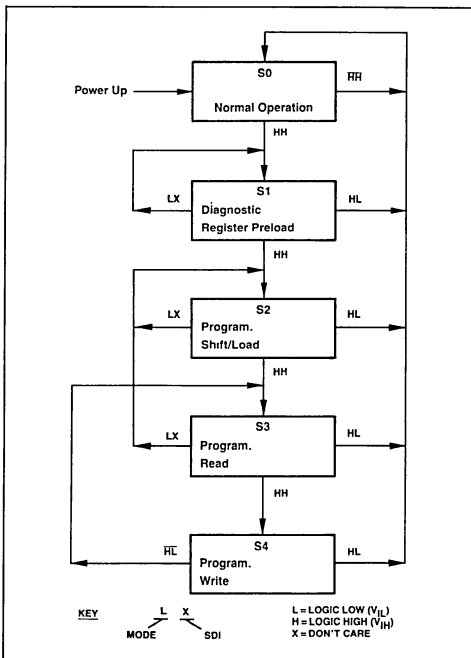 S0
H̅H̅
Power Up
Normal Operation
HH
S1
LX
Diagnostic
HL
Register Preload
HH
S2
LX
Program.
HL
Shift/Load
HH
S3
LX
Program.
HL
Read
HH
S4
H̅L̅
Program.
HL
Write
KEY
L X
MODE
SDI
L = LOGIC LOW (VIL)
H = LOGIC HIGH (VIH)
X = DON'T CARE